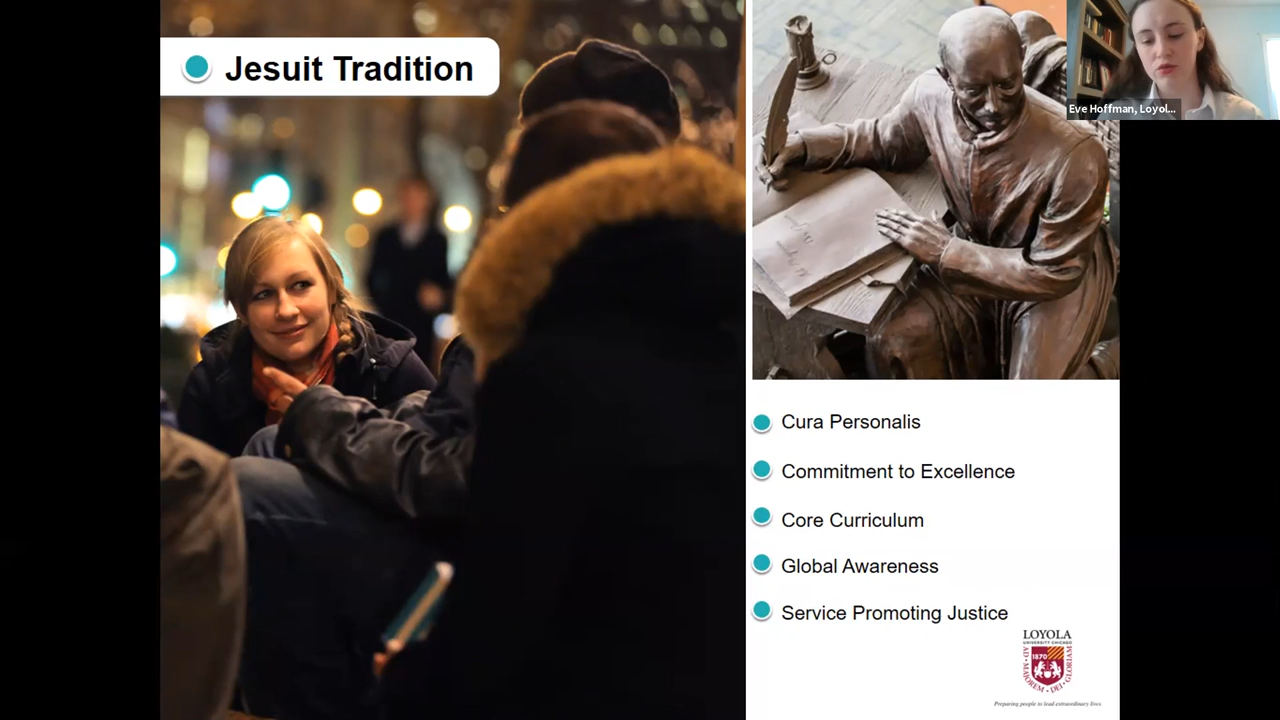 Jesuit Tradition
Eve Hoffman, Loyol...
Cura Personalis
Commitment to Excellence
Core Curriculum
Global Awareness
Service Promoting Justice
LOYOLA
UNIVERSITY CHICAGO
1870
AD • MAJOREM • DEI • GLORIAM
Preparing people to lead extraordinary lives